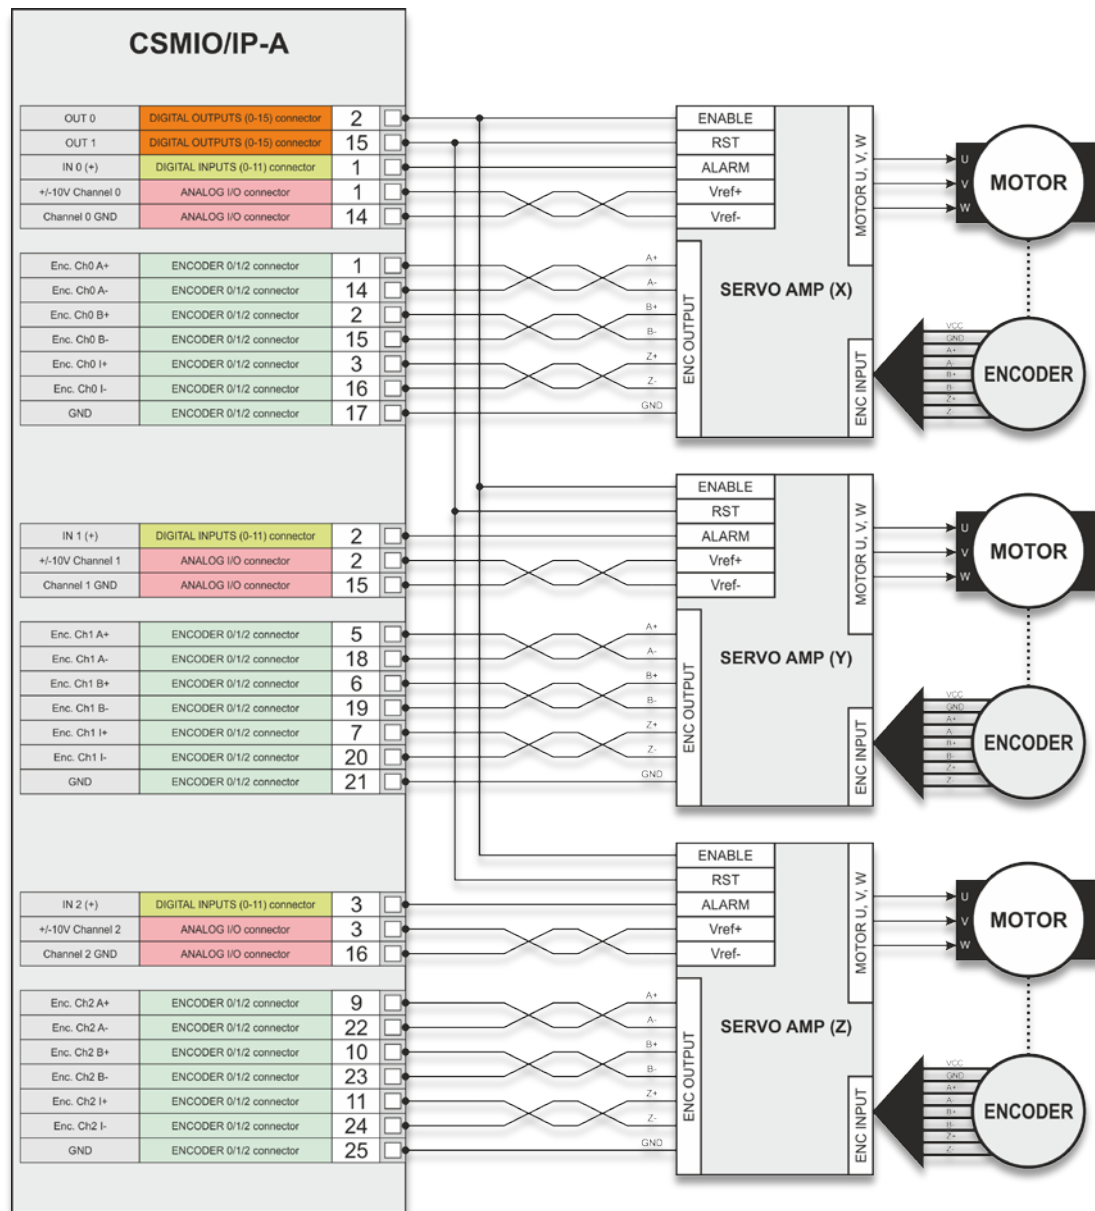 CSMIO/IP-A
OUT 0 DIGITAL OUTPUTS (0-15) connector 2 ENABLE
OUT 1 DIGITAL OUTPUTS (0-15) connector 15 RST
IN 0 (+) DIGITAL INPUTS (0-11) connector 1 ALARM
+/-10V Channel 0 ANALOG I/O connector 1 Vref+
Channel 0 GND ANALOG I/O connector 14 Vref-
MOTOR U, V, W
U
V
W
MOTOR
Enc. Ch0 A+ ENCODER 0/1/2 connector 1 A+
Enc. Ch0 A- ENCODER 0/1/2 connector 14 A-
Enc. Ch0 B+ ENCODER 0/1/2 connector 2 B+
Enc. Ch0 B- ENCODER 0/1/2 connector 15 B-
Enc. Ch0 I+ ENCODER 0/1/2 connector 3 Z+
Enc. Ch0 I- ENCODER 0/1/2 connector 16 Z-
GND ENCODER 0/1/2 connector 17 GND
ENC OUTPUT
SERVO AMP (X)
ENC INPUT
VCC
GND
A+
A-
B+
B-
Z+
Z-
ENCODER
ENABLE
RST
IN 1 (+) DIGITAL INPUTS (0-11) connector 2 ALARM
+/-10V Channel 1 ANALOG I/O connector 2 Vref+
Channel 1 GND ANALOG I/O connector 15 Vref-
MOTOR U, V, W
U
V
W
MOTOR
Enc. Ch1 A+ ENCODER 0/1/2 connector 5 A+
Enc. Ch1 A- ENCODER 0/1/2 connector 18 A-
Enc. Ch1 B+ ENCODER 0/1/2 connector 6 B+
Enc. Ch1 B- ENCODER 0/1/2 connector 19 B-
Enc. Ch1 I+ ENCODER 0/1/2 connector 7 Z+
Enc. Ch1 I- ENCODER 0/1/2 connector 20 Z-
GND ENCODER 0/1/2 connector 21 GND
ENC OUTPUT
SERVO AMP (Y)
ENC INPUT
VCC
GND
A+
A-
B+
B-
Z+
Z-
ENCODER
ENABLE
RST
IN 2 (+) DIGITAL INPUTS (0-11) connector 3 ALARM
+/-10V Channel 2 ANALOG I/O connector 3 Vref+
Channel 2 GND ANALOG I/O connector 16 Vref-
MOTOR U, V, W
U
V
W
MOTOR
Enc. Ch2 A+ ENCODER 0/1/2 connector 9 A+
Enc. Ch2 A- ENCODER 0/1/2 connector 22 A-
Enc. Ch2 B+ ENCODER 0/1/2 connector 10 B+
Enc. Ch2 B- ENCODER 0/1/2 connector 23 B-
Enc. Ch2 I+ ENCODER 0/1/2 connector 11 Z+
Enc. Ch2 I- ENCODER 0/1/2 connector 24 Z-
GND ENCODER 0/1/2 connector 25 GND
ENC OUTPUT
SERVO AMP (Z)
ENC INPUT
VCC
GND
A+
A-
B+
B-
Z+
Z-
ENCODER